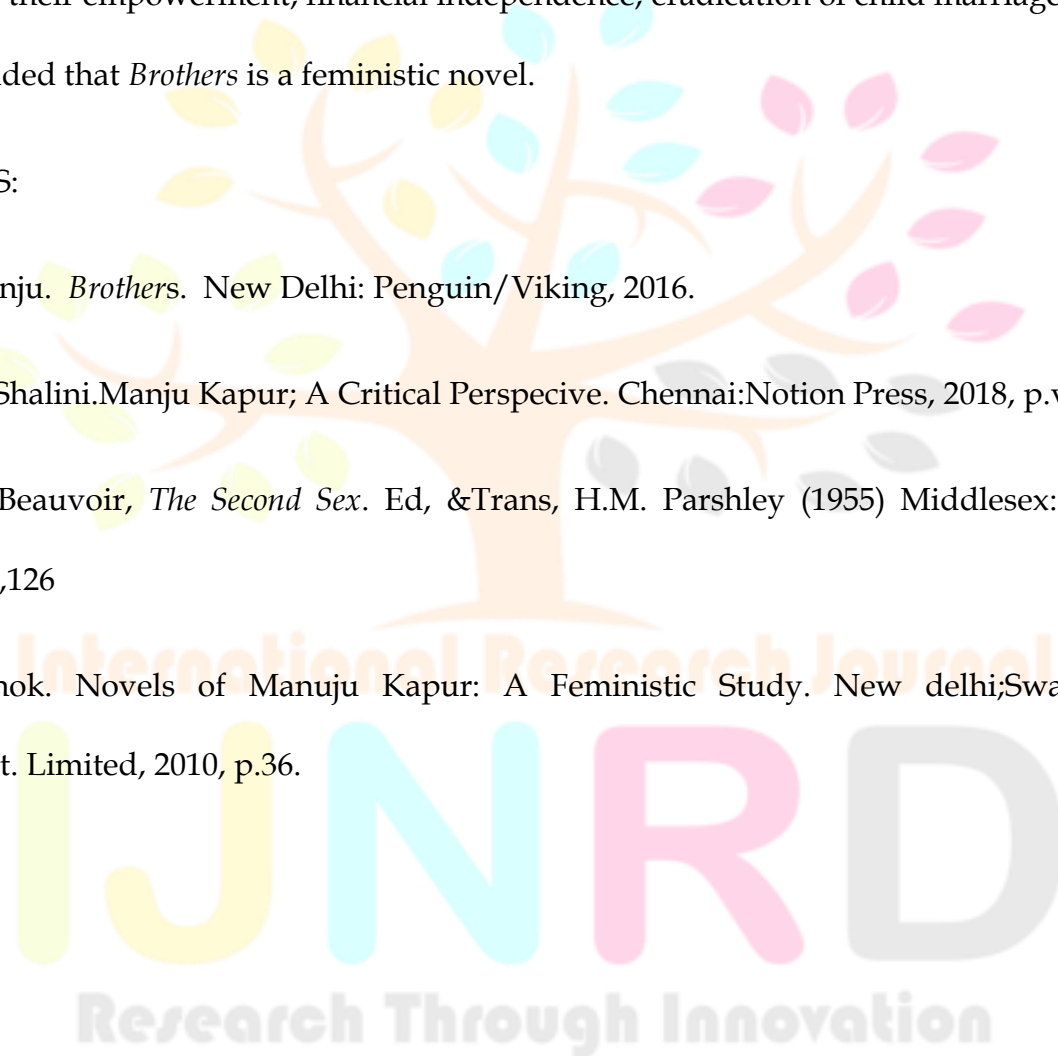 their empowerment, financial independence, eradication of child marriage
ded that Brothers is a feministic novel.
S:
nju. Brothers. New Delhi: Penguin/Viking, 2016.
Shalini.Manju Kapur; A Critical Perspecive. Chennai:Notion Press, 2018, p.v
Beauvoir, The Second Sex. Ed, &Trans, H.M. Parshley (1955) Middlesex:
,126
International Research Journal
hok. Novels of Manuju Kapur: A Feministic Study. New delhi;Swa
t. Limited, 2010, p.36.
IJNRD
Research Through Innovation